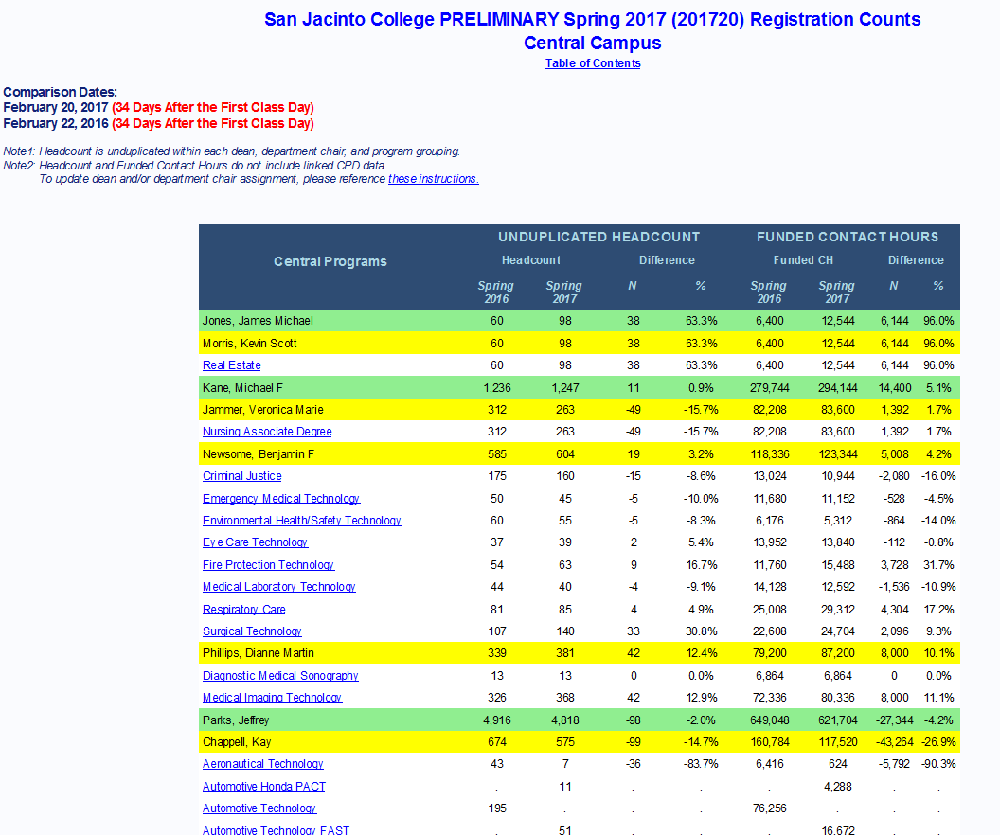 San Jacinto College PRELIMINARY Spring 2017 (201720) Registration Counts
Central Campus
Table of Contents
Comparison Dates:
February 20, 2017 (34 Days After the First Class Day)
February 22, 2016 (34 Days After the First Class Day)
Note1: Headcount is unduplicated within each dean, department chair, and program grouping.
Note2: Headcount and Funded Contact Hours do not include linked CPD data.
To update dean and/or department chair assignment, please reference these instructions.
UNDUPLICATED HEADCOUNT FUNDED CONTACT HOURS
Central Programs Headcount Difference Funded CH Difference
Spring 2016 Spring 2017 N % Spring 2016 Spring 2017 N %
Jones, James Michael 60 98 38 63.3% 6,400 12,544 6,144 96.0%
Morris, Kevin Scott 60 98 38 63.3% 6,400 12,544 6,144 96.0%
Real Estate 60 98 38 63.3% 6,400 12,544 6,144 96.0%
Kane, Michael F 1,236 1,247 11 0.9% 279,744 294,144 14,400 5.1%
Jammer, Veronica Marie 312 263 -49 -15.7% 82,208 83,600 1,392 1.7%
Nursing Associate Degree 312 263 -49 -15.7% 82,208 83,600 1,392 1.7%
Newsome, Benjamin F 585 604 19 3.2% 118,336 123,344 5,008 4.2%
Criminal Justice 175 160 -15 -8.6% 13,024 10,944 -2,080 -16.0%
Emergency Medical Technology 50 45 -5 -10.0% 11,680 11,152 -528 -4.5%
Environmental Health/Safety Technology 60 55 -5 -8.3% 6,176 5,312 -864 -14.0%
Eye Care Technology 37 39 2 5.4% 13,952 13,840 -112 -0.8%
Fire Protection Technology 54 63 9 16.7% 11,760 15,488 3,728 31.7%
Medical Laboratory Technology 44 40 -4 -9.1% 14,128 12,592 -1,536 -10.9%
Respiratory Care 81 85 4 4.9% 25,008 29,312 4,304 17.2%
Surgical Technology 107 140 33 30.8% 22,608 24,704 2,096 9.3%
Phillips, Dianne Martin 339 381 42 12.4% 79,200 87,200 8,000 10.1%
Diagnostic Medical Sonography 13 13 0 0.0% 6,864 6,864 0 0.0%
Medical Imaging Technology 326 368 42 12.9% 72,336 80,336 8,000 11.1%
Parks, Jeffrey 4,916 4,818 -98 -2.0% 649,048 621,704 -27,344 -4.2%
Chappell, Kay 674 575 -99 -14.7% 160,784 117,520 -43,264 -26.9%
Aeronautical Technology 43 7 -36 -83.7% 6,416 624 -5,792 -90.3%
Automotive Honda PACT . 11 . . . 4,288 . .
Automotive Technology 195 . . . 76,256 . . .
Automotive Technology FAST . 51 . . . 16,672 . .